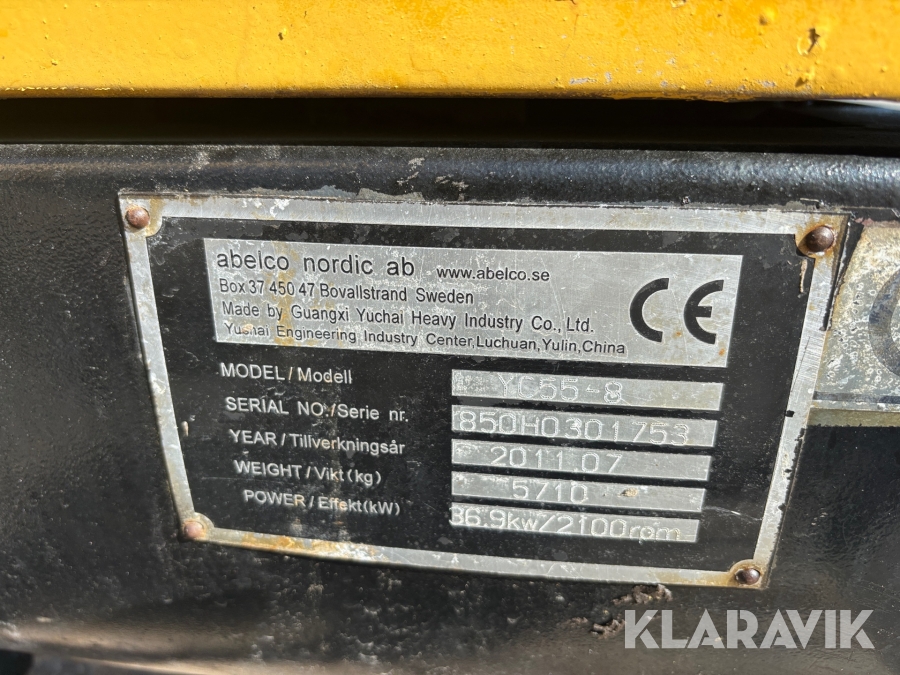 abelco nordic ab www.abelco.se
Box 37 450 47 Bovallstrand Sweden
Made by Guangxi Yuchai Heavy Industry Co., Ltd.
Yuchai Engineering Industry Center,Luchuan,Yulin,China
CE
MODEL/Modell YC55-8
SERIAL NO./Serie nr. 850H0301753
YEAR/Tillverkningsår 2011.07
WEIGHT/Vikt(kg) 5710
POWER/Effekt(kW) 36.9kw/2100rpm
KLARAVIK